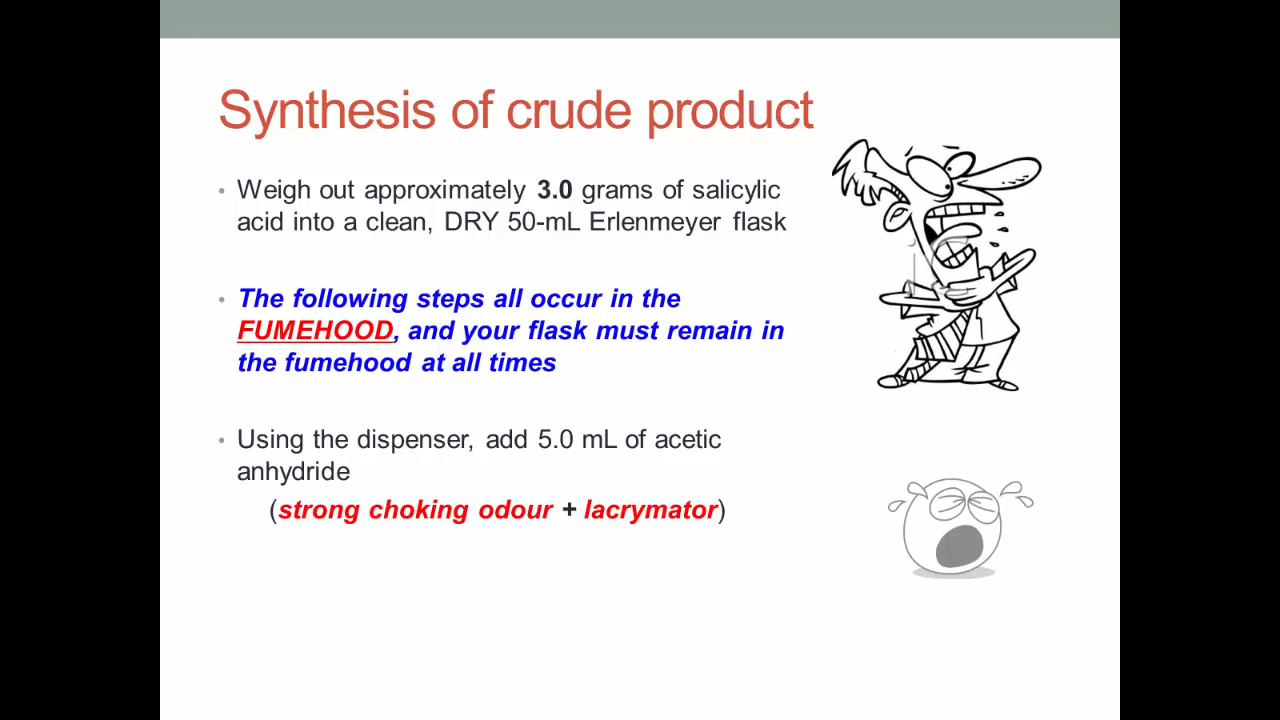 Synthesis of crude product
• Weigh out approximately 3.0 grams of salicylic
acid into a clean, DRY 50-mL Erlenmeyer flask
• The following steps all occur in the
FUMEHOOD, and your flask must remain in
the fumehood at all times
• Using the dispenser, add 5.0 mL of acetic
anhydride
(strong choking odour + lacrymator)